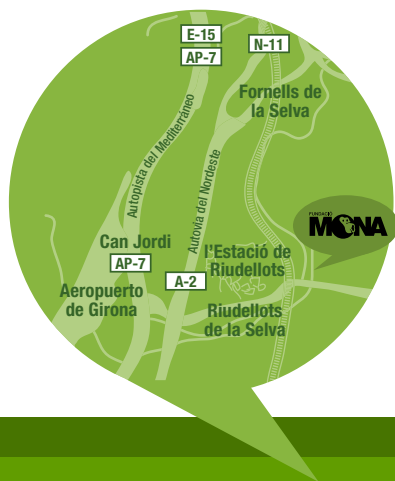 E-15
AP-7
N-11
Fornells de
la Selva
Autopista del Mediterráneo
Autovia del Nordeste
FUNDACIÓ
MONA
Can Jordi
AP-7
l'Estació de
Riudellots
A-2
Aeropuerto
de Girona
Riudellots
de la Selva